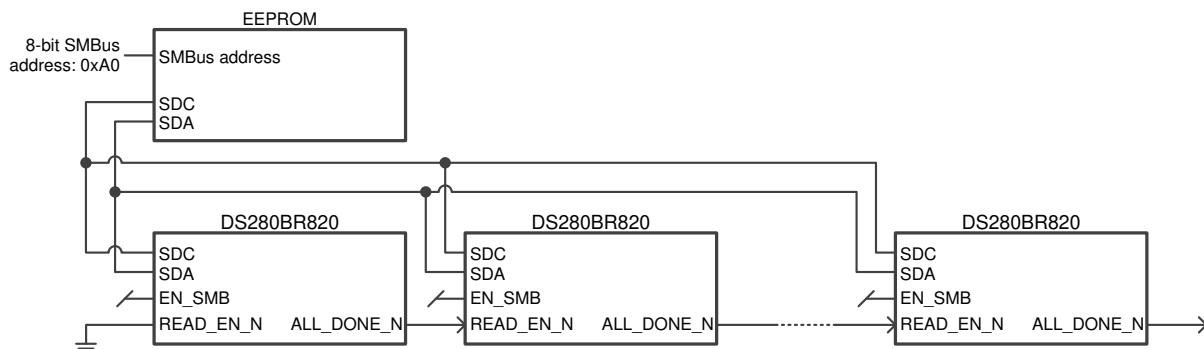 EEPROM
8-bit SMBus
address: 0xA0
SMBus address
SDC
SDA
DS280BR820
DS280BR820
DS280BR820
SDC
SDA
EN_SMB
READ_EN_N ALL_DONE_N
SDC
SDA
EN_SMB
READ_EN_N ALL_DONE_N
SDC
SDA
EN_SMB
READ_EN_N ALL_DONE_N